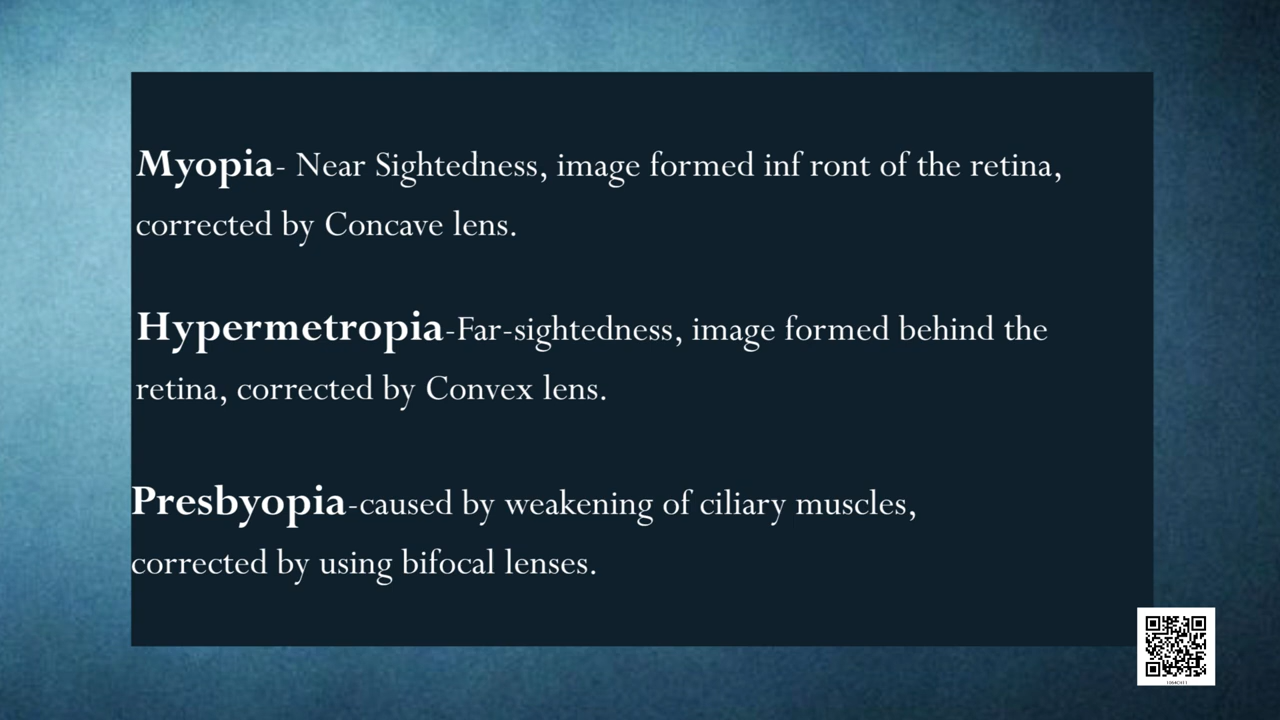 Myopia- Near Sightedness, image formed inf ront of the retina,
corrected by Concave lens.
Hypermetropia-Far-sightedness, image formed behind the
retina, corrected by Convex lens.
Presbyopia-caused by weakening of ciliary muscles,
corrected by using bifocal lenses.